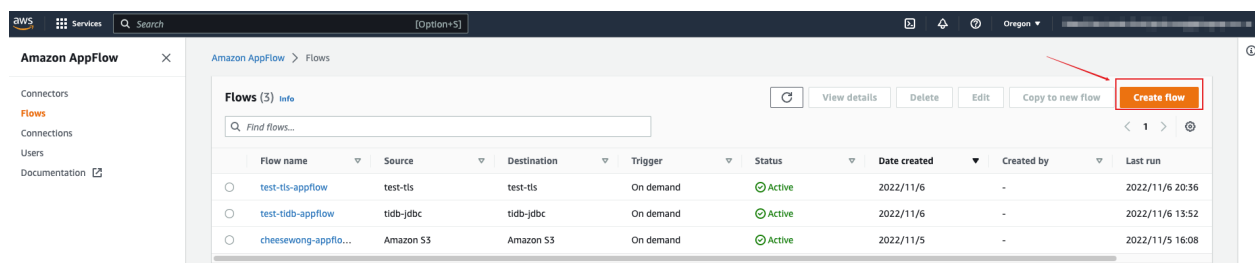 aws Services Search [Option+S] Oregon
Amazon AppFlow
Connectors
Flows
Connections
Users
Documentation
Amazon AppFlow > Flows
Flows (3) Info
View details Delete Edit Copy to new flow Create flow
Find flows...
< 1 >
Flow name Source Destination Trigger Status Date created Created by Last run
test-tls-appflow test-tls test-tls On demand Active 2022/11/6 - 2022/11/6 20:36
test-tidb-appflow tidb-jdbc tidb-jdbc On demand Active 2022/11/6 - 2022/11/6 13:52
cheesewong-appflo... Amazon S3 Amazon S3 On demand Active 2022/11/5 - 2022/11/5 16:08